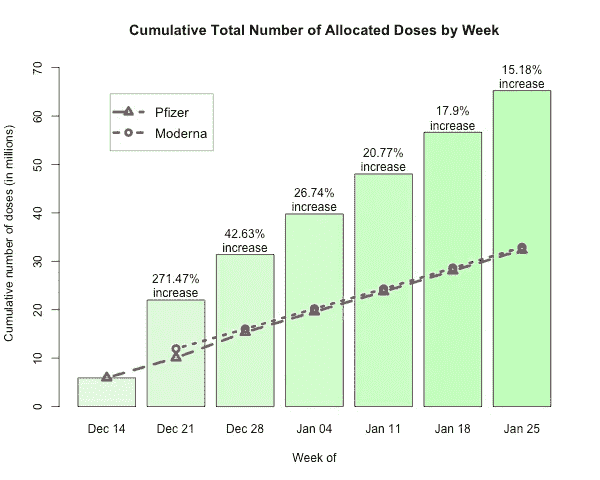 Cumulative Total Number of Allocated Doses by Week
Cumulative number of doses (in millions)
70
60
50
40
30
20
10
0
Pfizer
Moderna
271.47%
increase
42.63%
increase
26.74%
increase
20.77%
increase
17.9%
increase
15.18%
increase
Dec 14 Dec 21 Dec 28 Jan 04 Jan 11 Jan 18 Jan 25
Week of